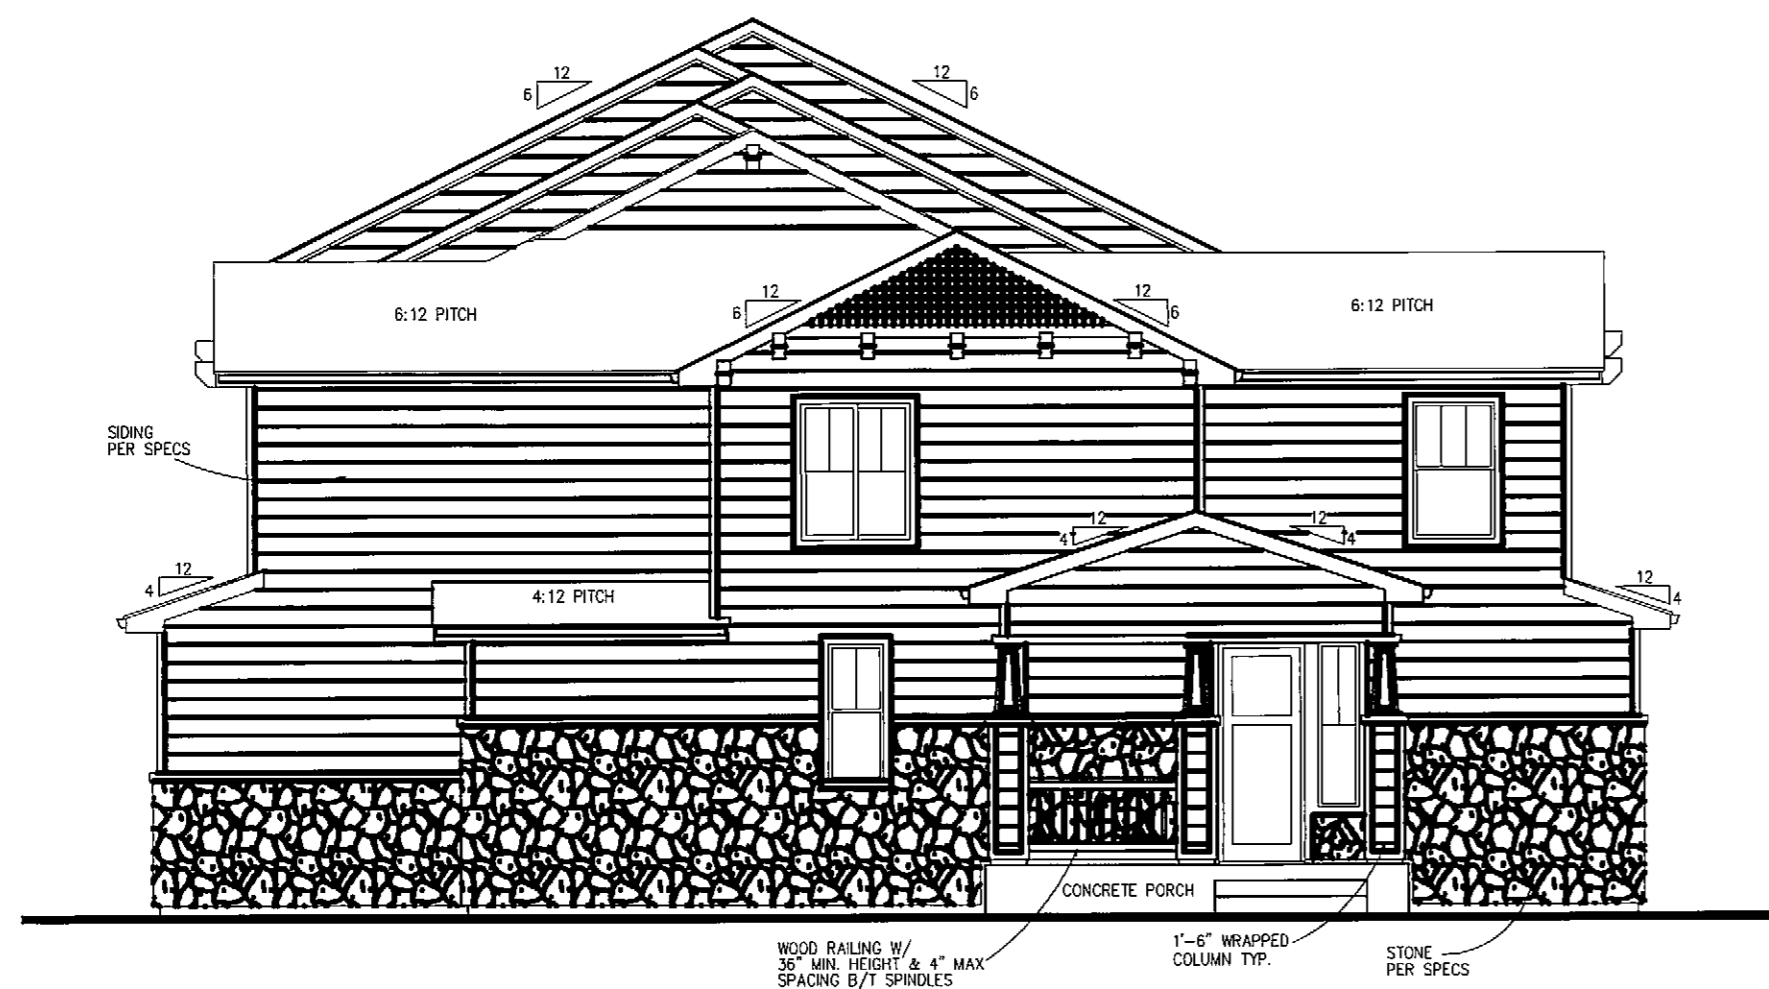 12
6
12
6
12
6
12
6
6:12 PITCH
6:12 PITCH
SIDING
PER SPECS
12
4
12
4
12
4
12
4
4:12 PITCH
CONCRETE PORCH
WOOD RAILING W/
36" MIN. HEIGHT & 4" MAX
SPACING B/T SPINDLES
1'-6" WRAPPED
COLUMN TYP.
STONE
PER SPECS